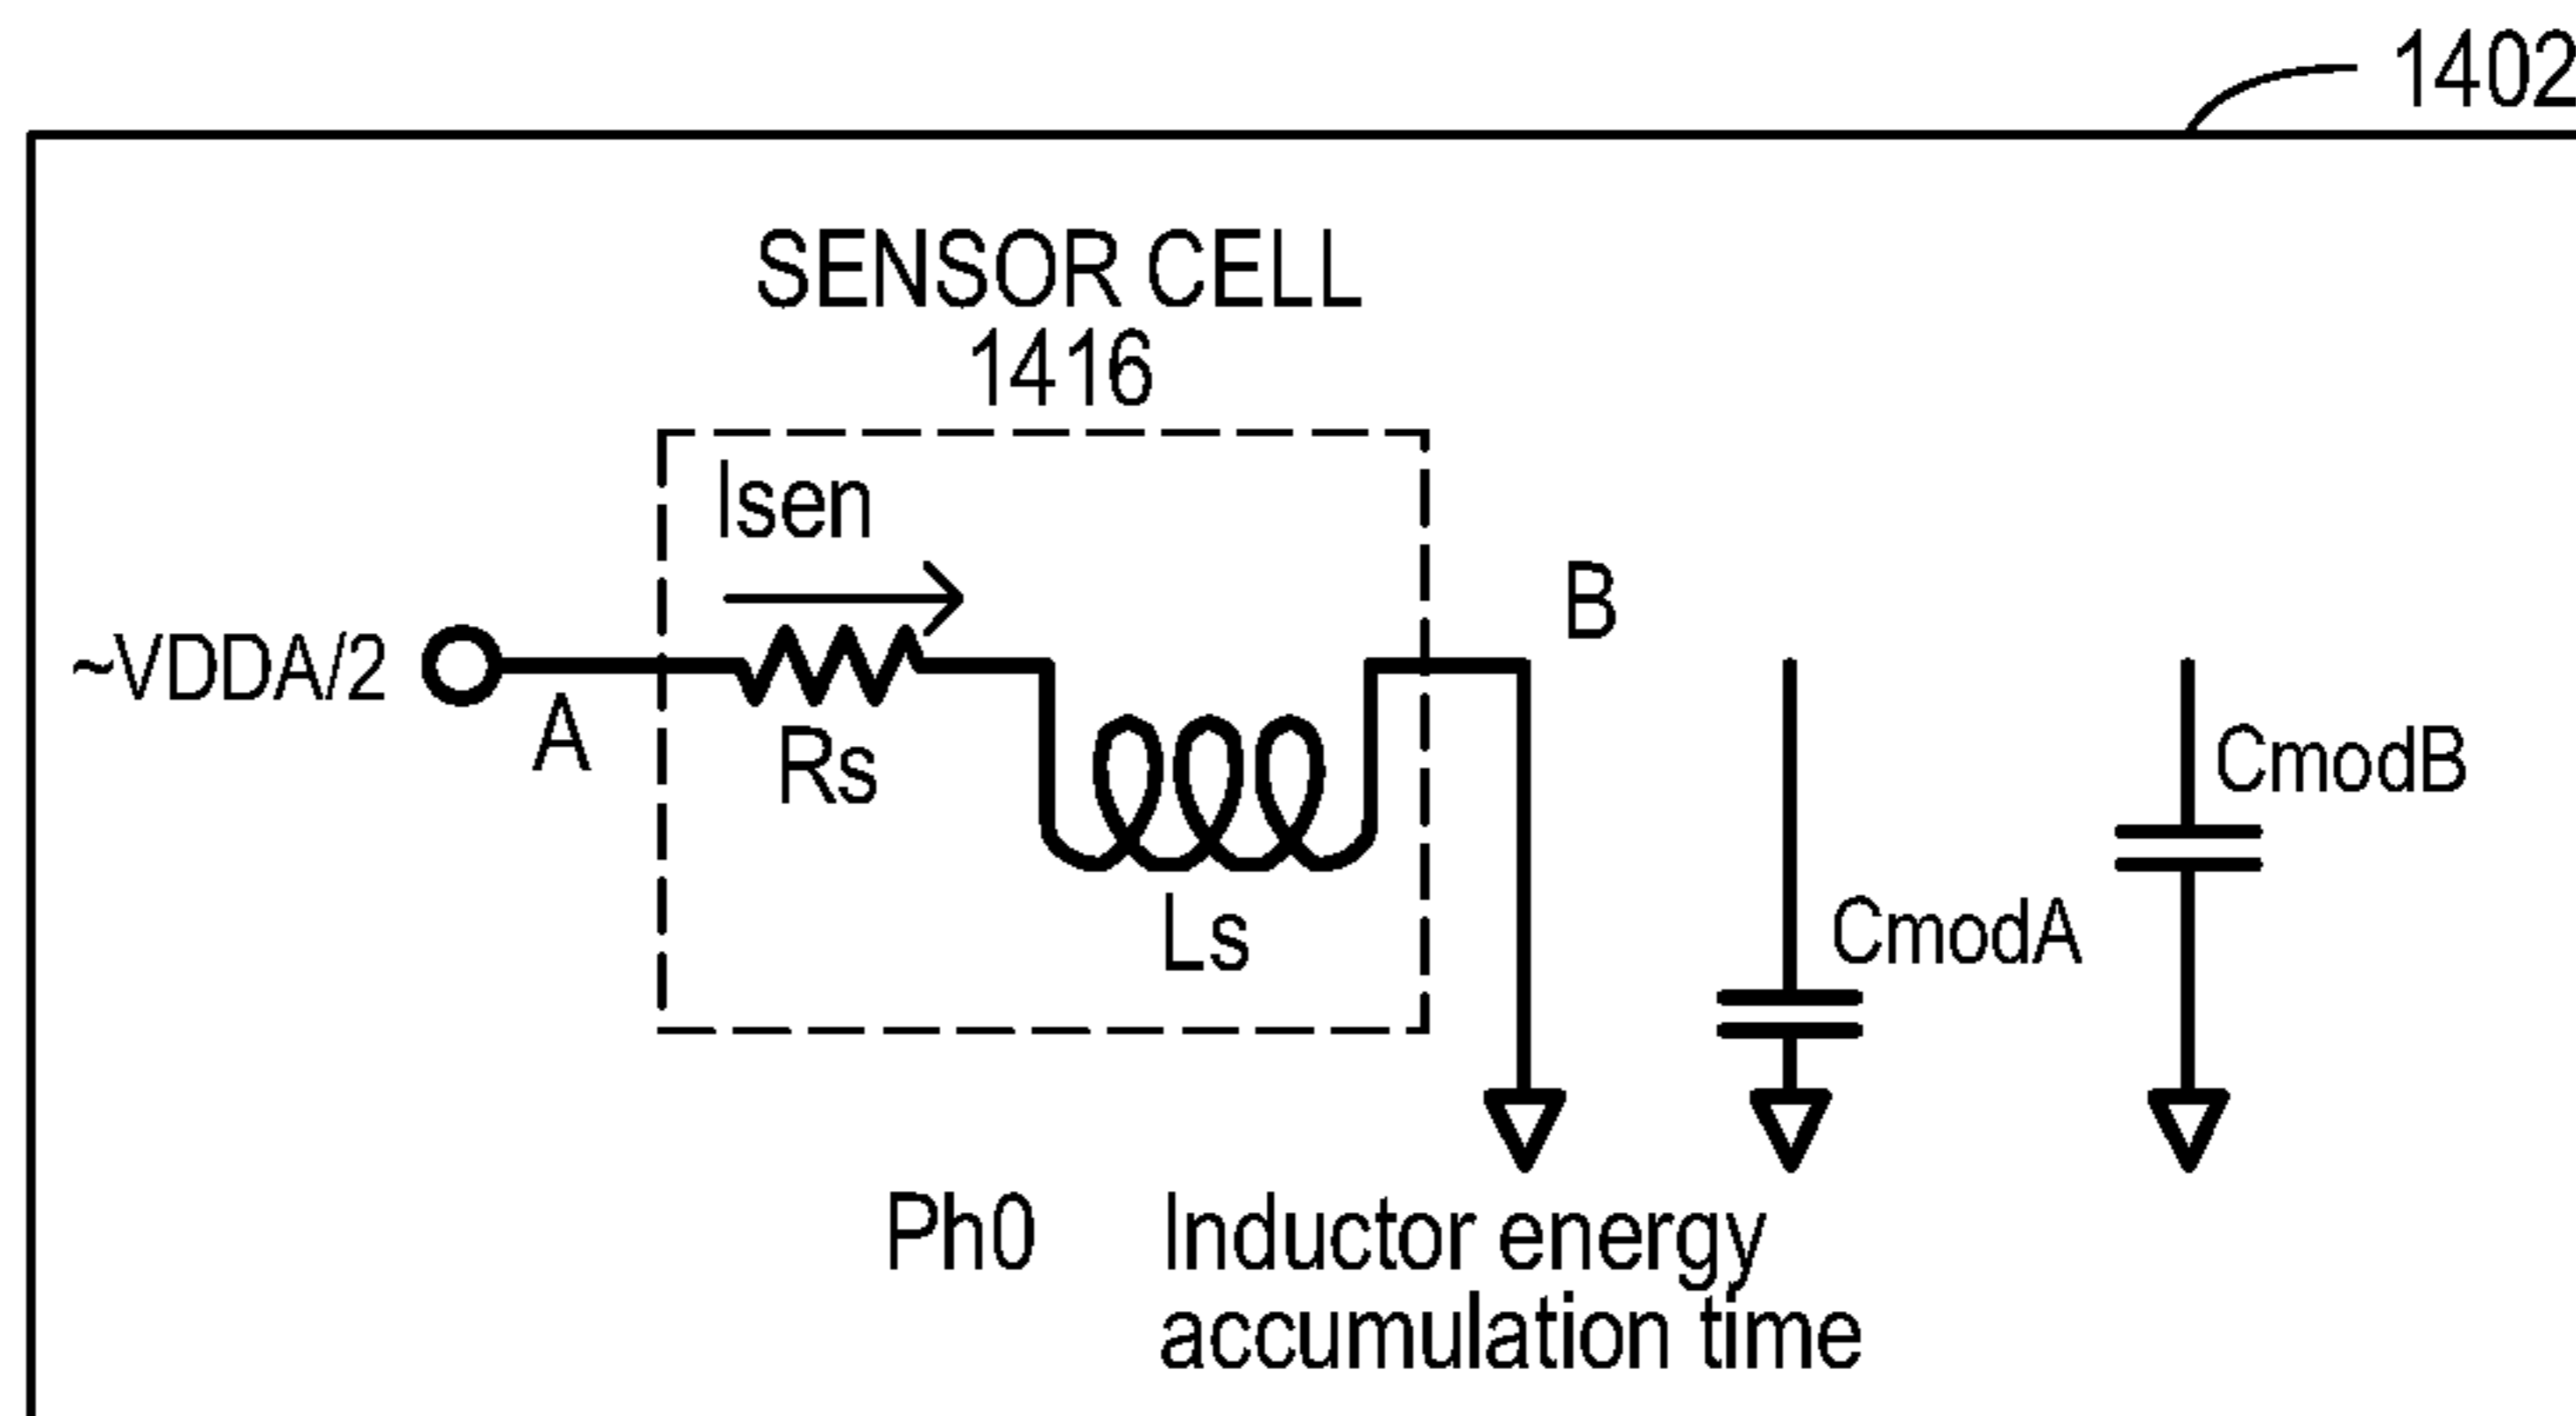 1402
SENSOR CELL
1416
Isen
B
~VDDA/2
A
Rs
CmodB
Ls
CmodA
Ph0 Inductor energy
accumulation time